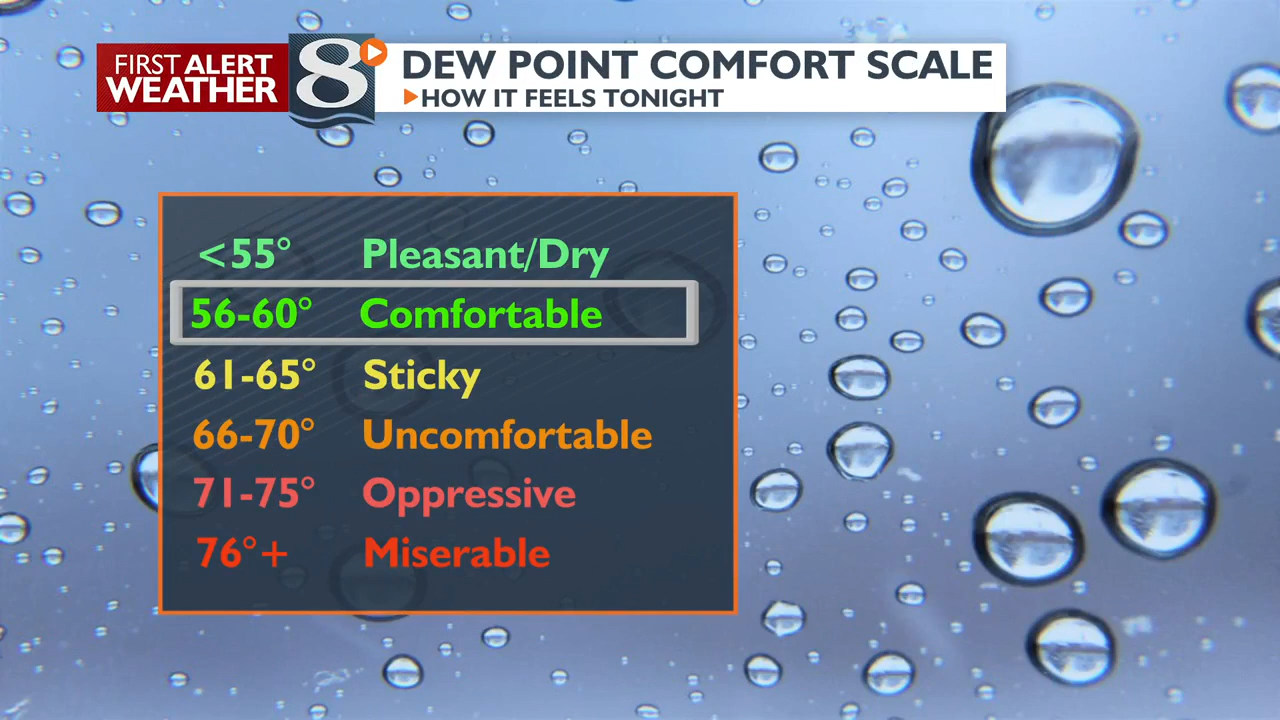 FIRST ALERT
WEATHER
8
DEW POINT COMFORT SCALE
HOW IT FEELS TONIGHT
<55° Pleasant/Dry
56-60° Comfortable
61-65° Sticky
66-70° Uncomfortable
71-75° Oppressive
76°+ Miserable